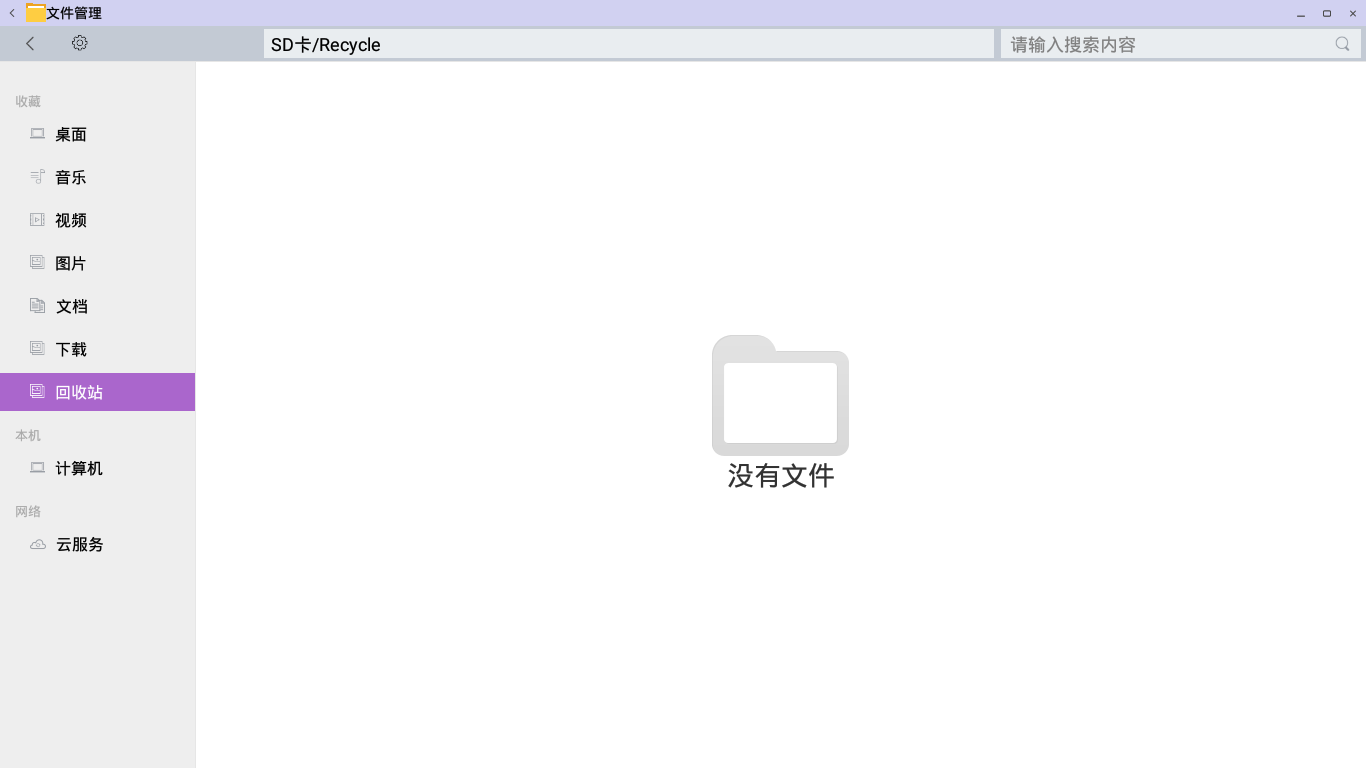 文件管理
SD卡/Recycle
请输入搜索内容
收藏
桌面
音乐
视频
图片
文档
下载
回收站
本机
计算机
网络
云服务
没有文件